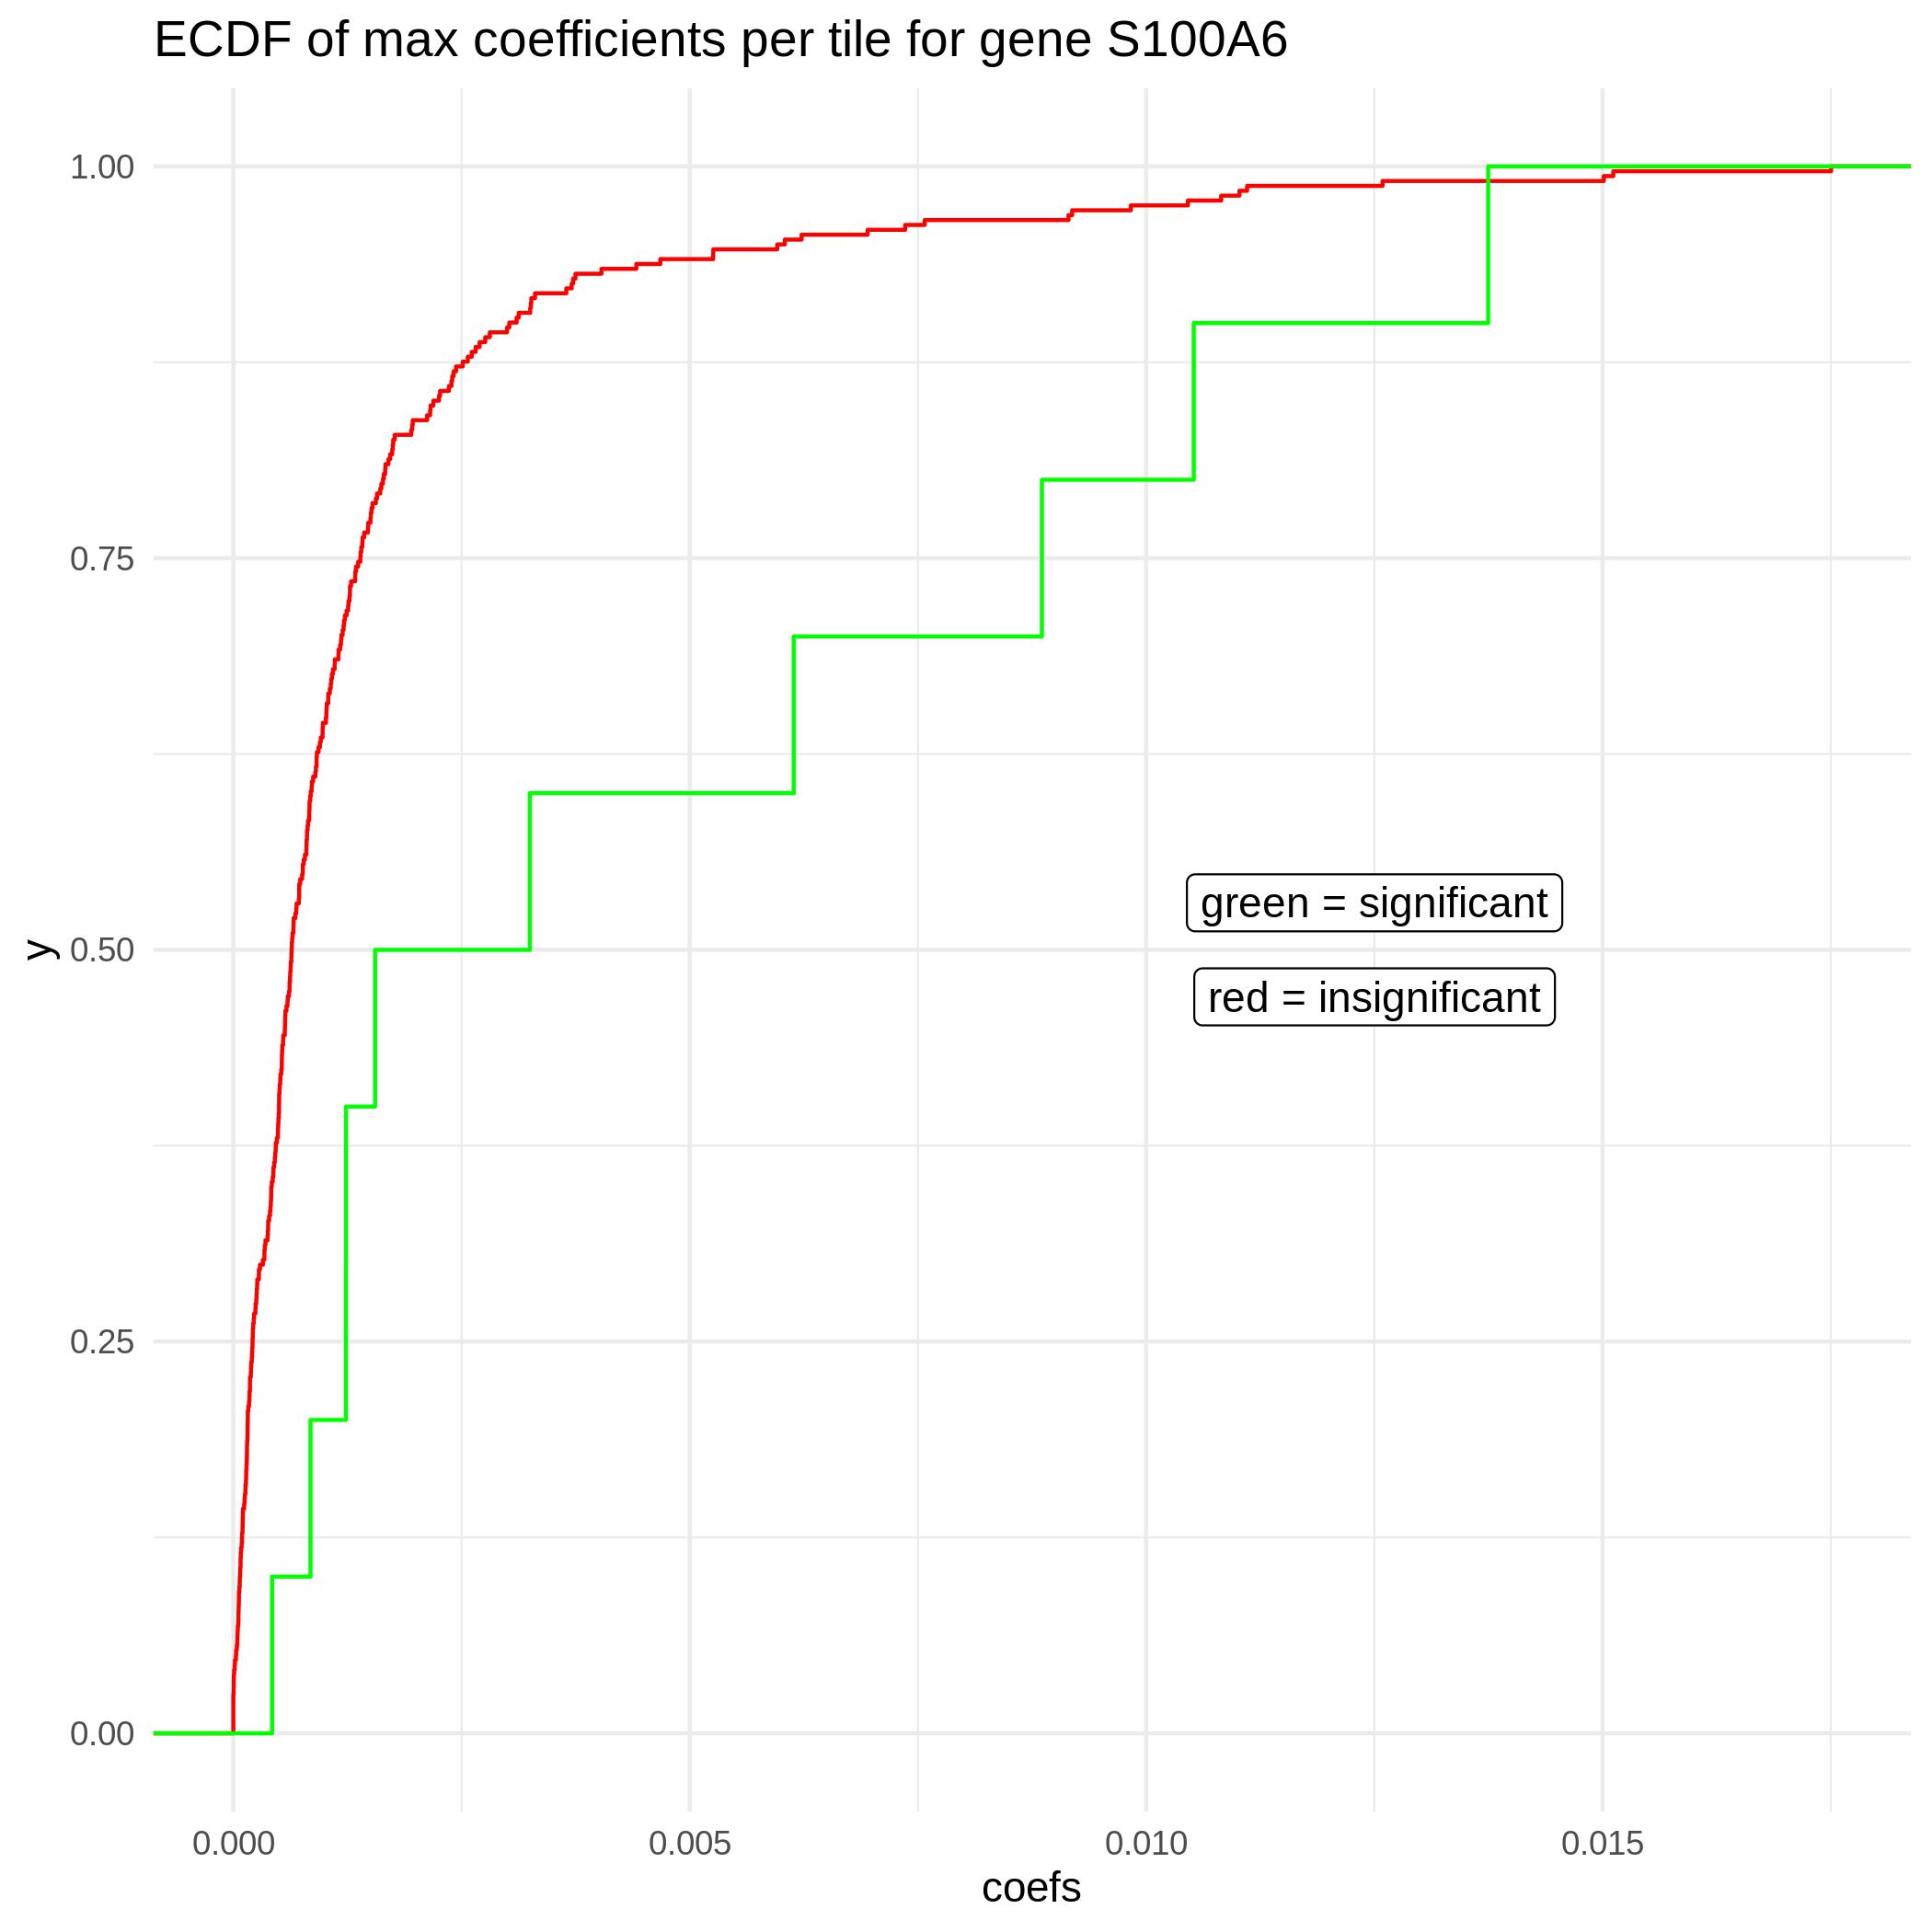 ECDF of max coefficients per tile for gene S100A6
1.00
0.75
0.50
0.25
0.00
y
green = significant
red = insignificant
0.000 0.005 0.010 0.015
coefs